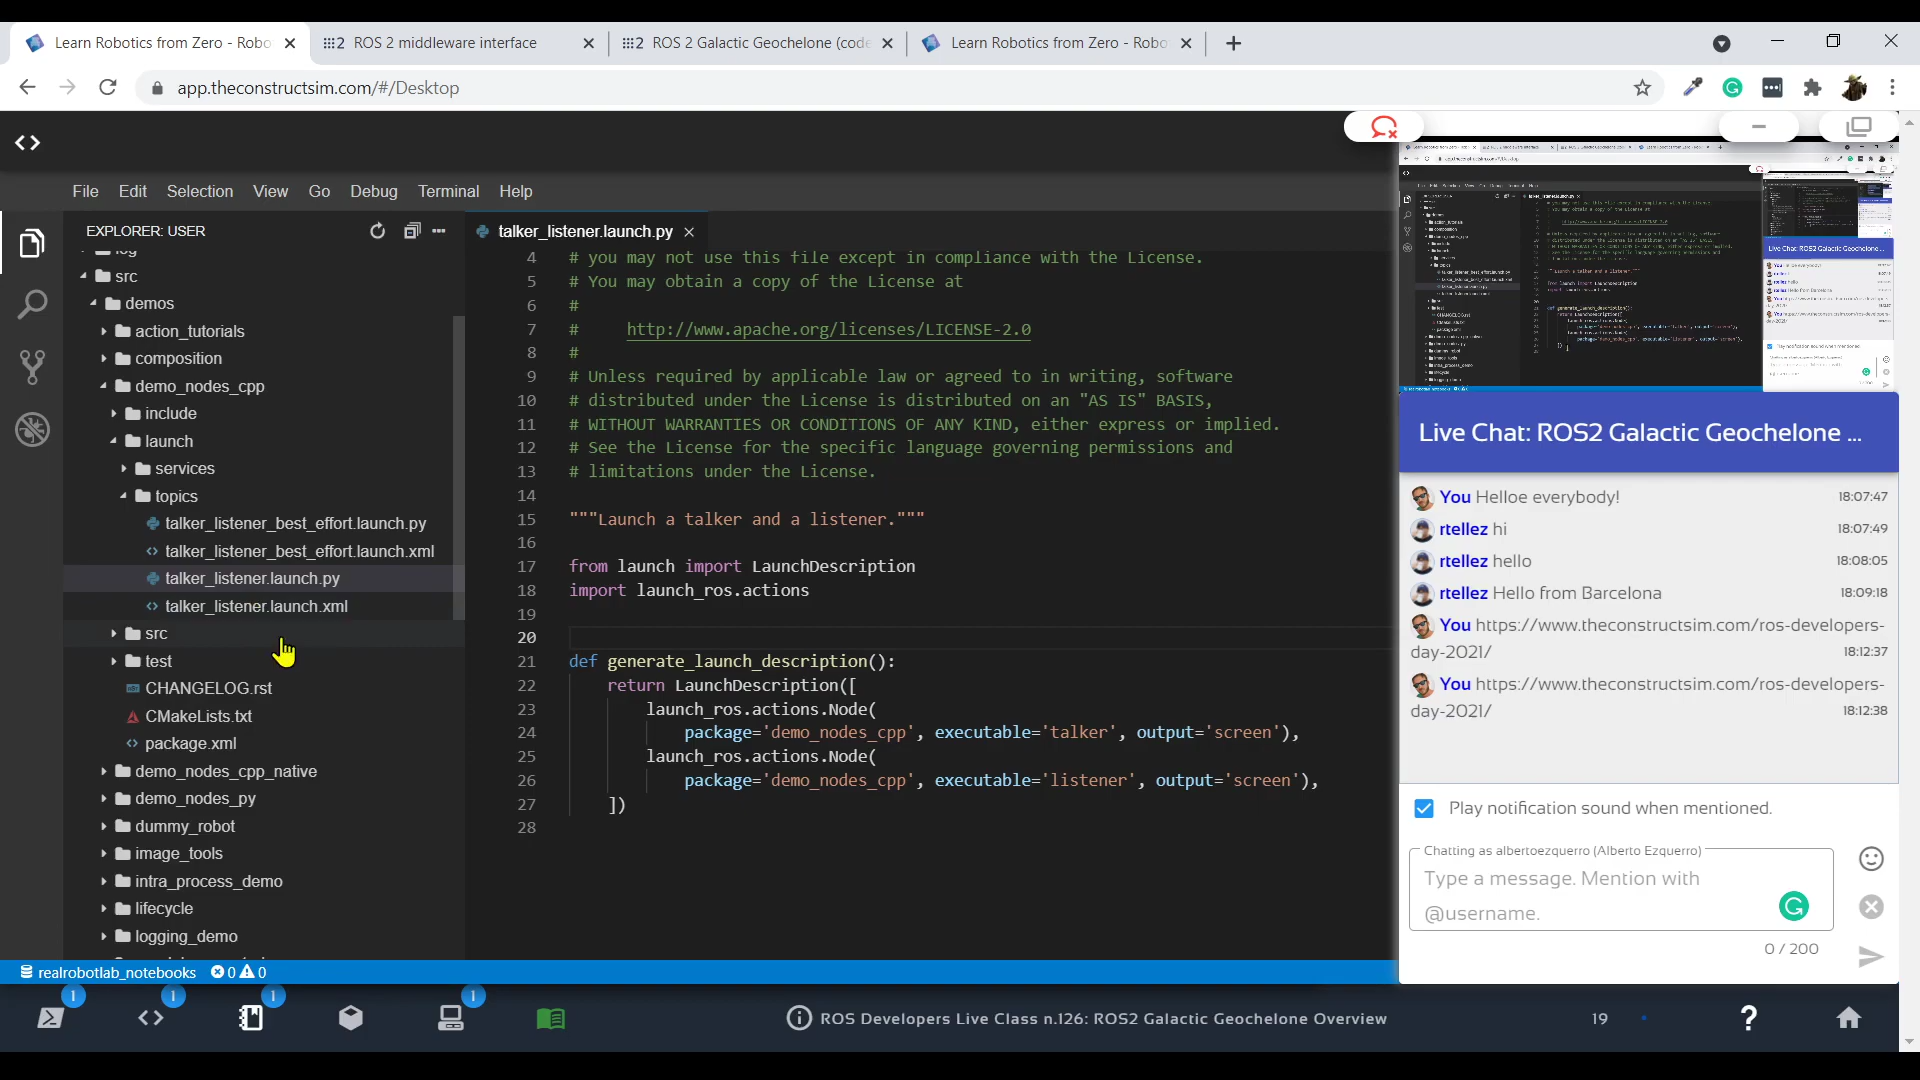 Learn Robotics from Zero - Robo
ROS 2 middleware interface
ROS 2 Galactic Geochelone (code
Learn Robotics from Zero - Robo
app.theconstructsim.com/#/Desktop
File Edit Selection View Go Debug Terminal Help
EXPLORER: USER
log
src
demos
action_tutorials
composition
demo_nodes_cpp
include
launch
services
topics
talker_listener_best_effort.launch.py
talker_listener_best_effort.launch.xml
talker_listener.launch.py
talker_listener.launch.xml
src
test
CHANGELOG.rst
CMakeLists.txt
package.xml
demo_nodes_cpp_native
demo_nodes_py
dummy_robot
image_tools
intra_process_demo
lifecycle
logging_demo
talker_listener.launch.py
4 # you may not use this file except in compliance with the License.
5 # You may obtain a copy of the License at
6 #
7 #     http://www.apache.org/licenses/LICENSE-2.0
8 #
9 # Unless required by applicable law or agreed to in writing, software
10 # distributed under the License is distributed on an "AS IS" BASIS,
11 # WITHOUT WARRANTIES OR CONDITIONS OF ANY KIND, either express or implied.
12 # See the License for the specific language governing permissions and
13 # limitations under the License.
14
15 """Launch a talker and a listener."""
16
17 from launch import LaunchDescription
18 import launch_ros.actions
19
20
21 def generate_launch_description():
22     return LaunchDescription([
23         launch_ros.actions.Node(
24             package='demo_nodes_cpp', executable='talker', output='screen'),
25         launch_ros.actions.Node(
26             package='demo_nodes_cpp', executable='listener', output='screen'),
27     ])
28
Live Chat: ROS2 Galactic Geochelone ...
You Helloe everybody! 18:07:47
rtellez hi 18:07:49
rtellez hello 18:08:05
rtellez Hello from Barcelona 18:09:18
You https://www.theconstructsim.com/ros-developers-
day-2021/ 18:12:37
You https://www.theconstructsim.com/ros-developers-
day-2021/ 18:12:38
Play notification sound when mentioned.
Chatting as albertoezquerro (Alberto Ezquerro)
Type a message. Mention with
@username.
0 / 200
realrobotlab_notebooks 0 0
1 1 1 1
ROS Developers Live Class n.126: ROS2 Galactic Geochelone Overview
19